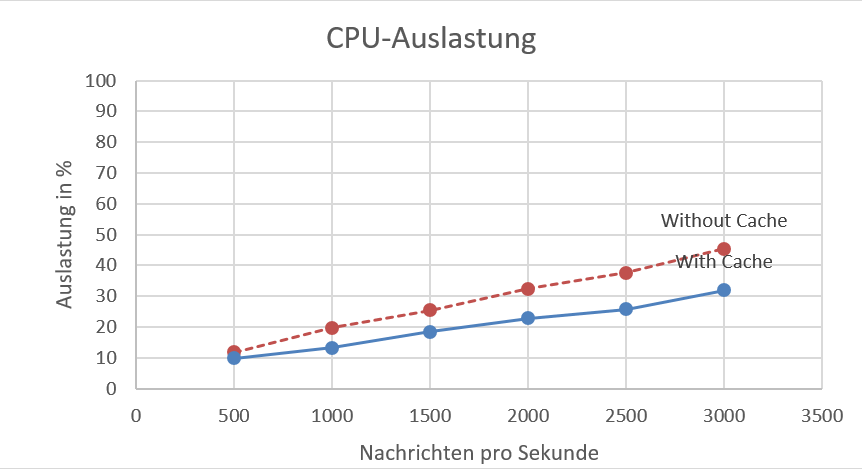 CPU-Auslastung
Auslastung in %
100
90
80
70
60
50
40
30
20
10
0
Without Cache
With Cache
0 500 1000 1500 2000 2500 3000 3500
Nachrichten pro Sekunde